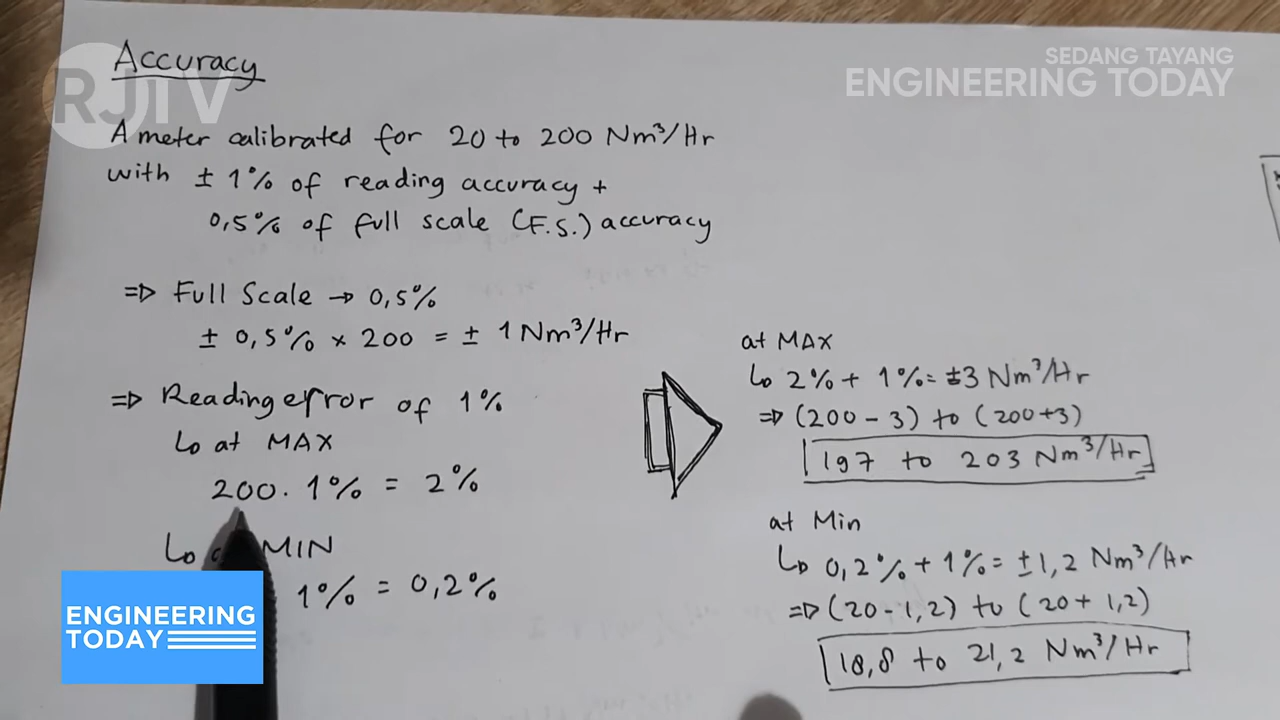 Accuracy
RJTV
SEDANG TAYANG
ENGINEERING TODAY
A meter calibrated for 20 to 200 Nm³/Hr
with ± 1% of reading accuracy +
0,5% of full scale (F.S.) accuracy
⇒ Full Scale → 0,5%
± 0,5% × 200 = ± 1 Nm³/Hr
⇒ Reading error of 1%
↳ at MAX
200 . 1% = 2%
↳ MIN
1% = 0,2%
at MAX
↳ 2% + 1% = ±3 Nm³/Hr
⇒ (200 - 3) to (200+3)
197 to 203 Nm³/Hr
at Min
↳ 0,2% + 1% = ±1,2 Nm³/Hr
⇒ (20 - 1,2) to (20 + 1,2)
18,8 to 21,2 Nm³/Hr
ENGINEERING
TODAY